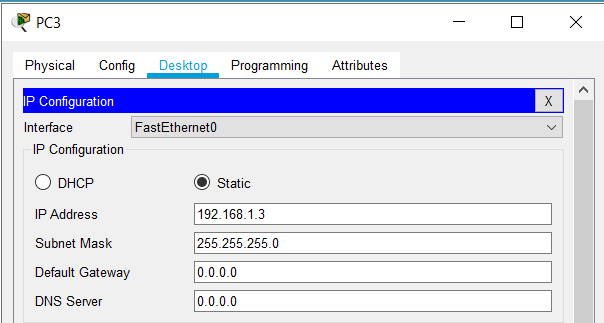 PC3
Physical Config Desktop Programming Attributes
IP Configuration X
Interface FastEthernet0
IP Configuration
DHCP Static
IP Address 192.168.1.3
Subnet Mask 255.255.255.0
Default Gateway 0.0.0.0
DNS Server 0.0.0.0